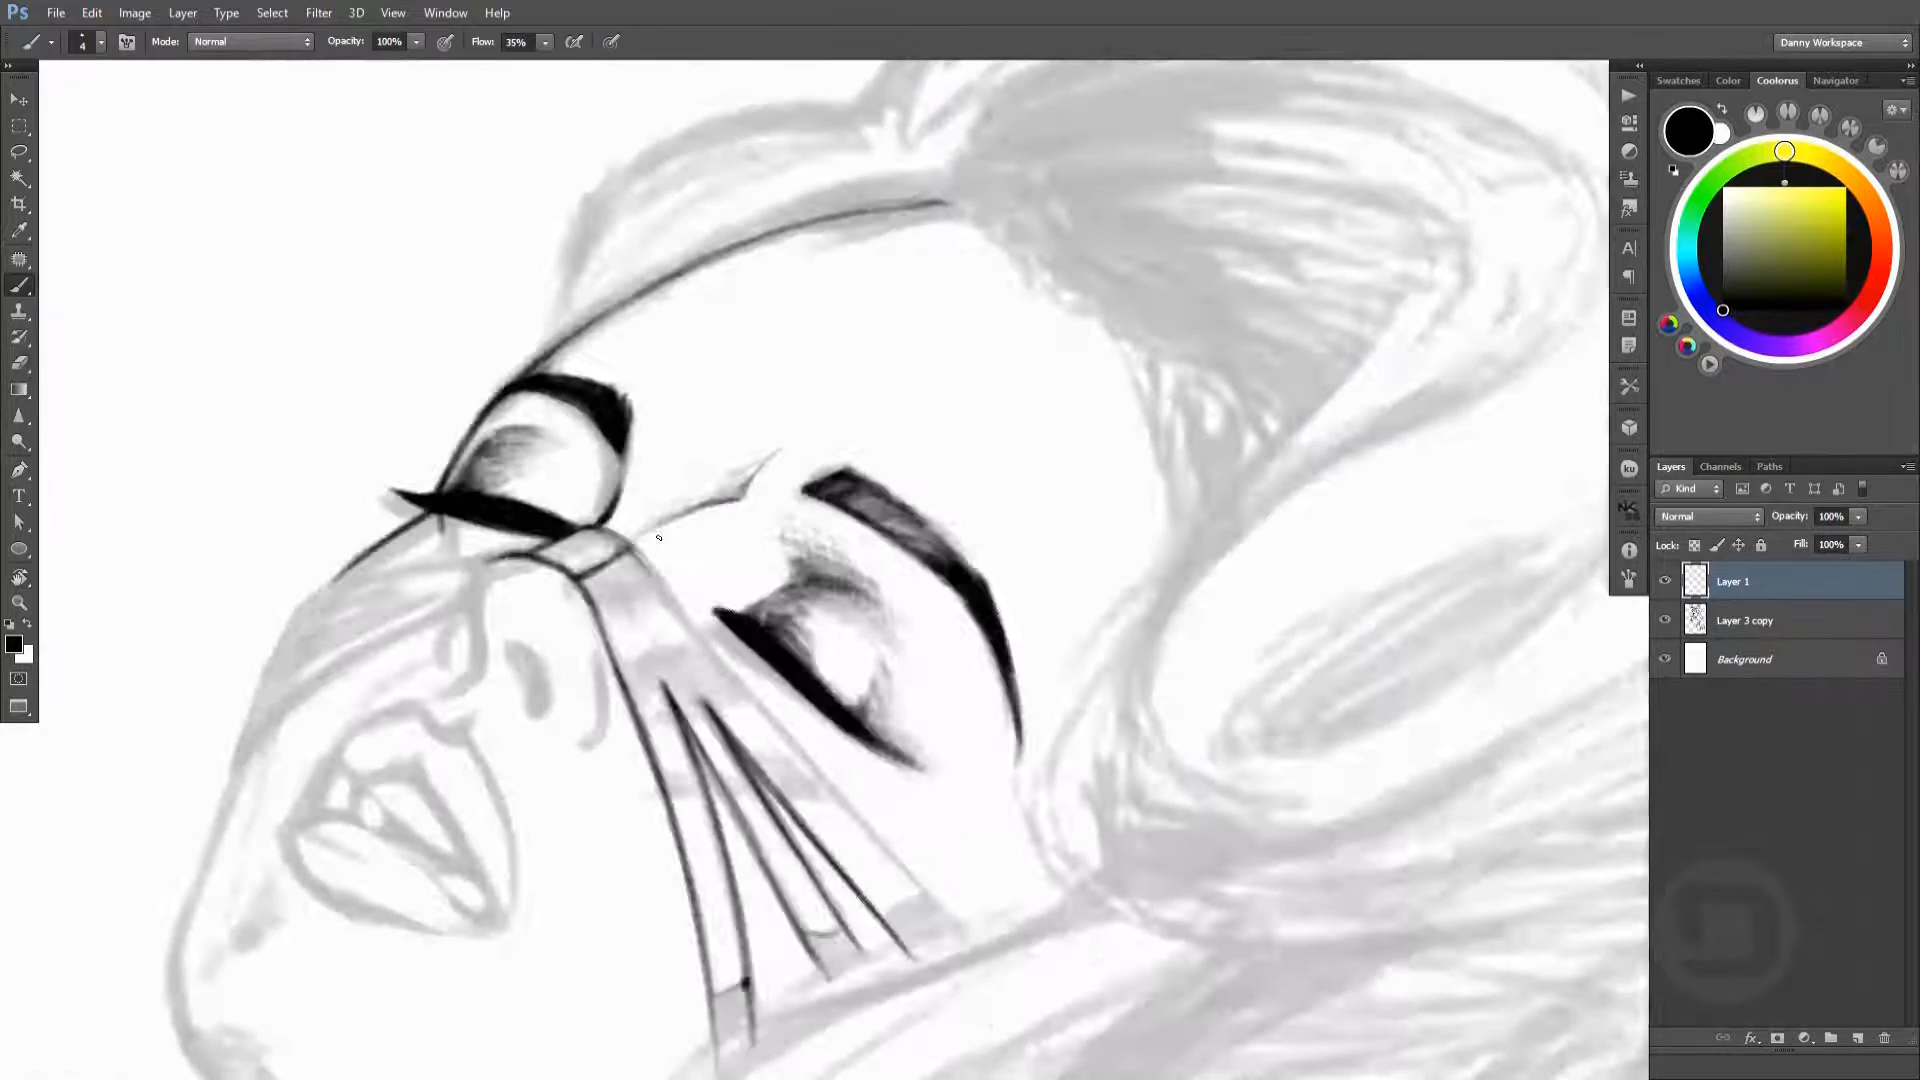 Ps File Edit Image Layer Type Select Filter 3D View Window Help
4 Mode: Normal Opacity: 100% Flow: 35% Danny Workspace
Swatches Color Coolorus Navigator
ku
Layers Channels Paths
Kind
Normal Opacity: 100%
Lock: Fill: 100%
Layer 1
Layer 3 copy
Background